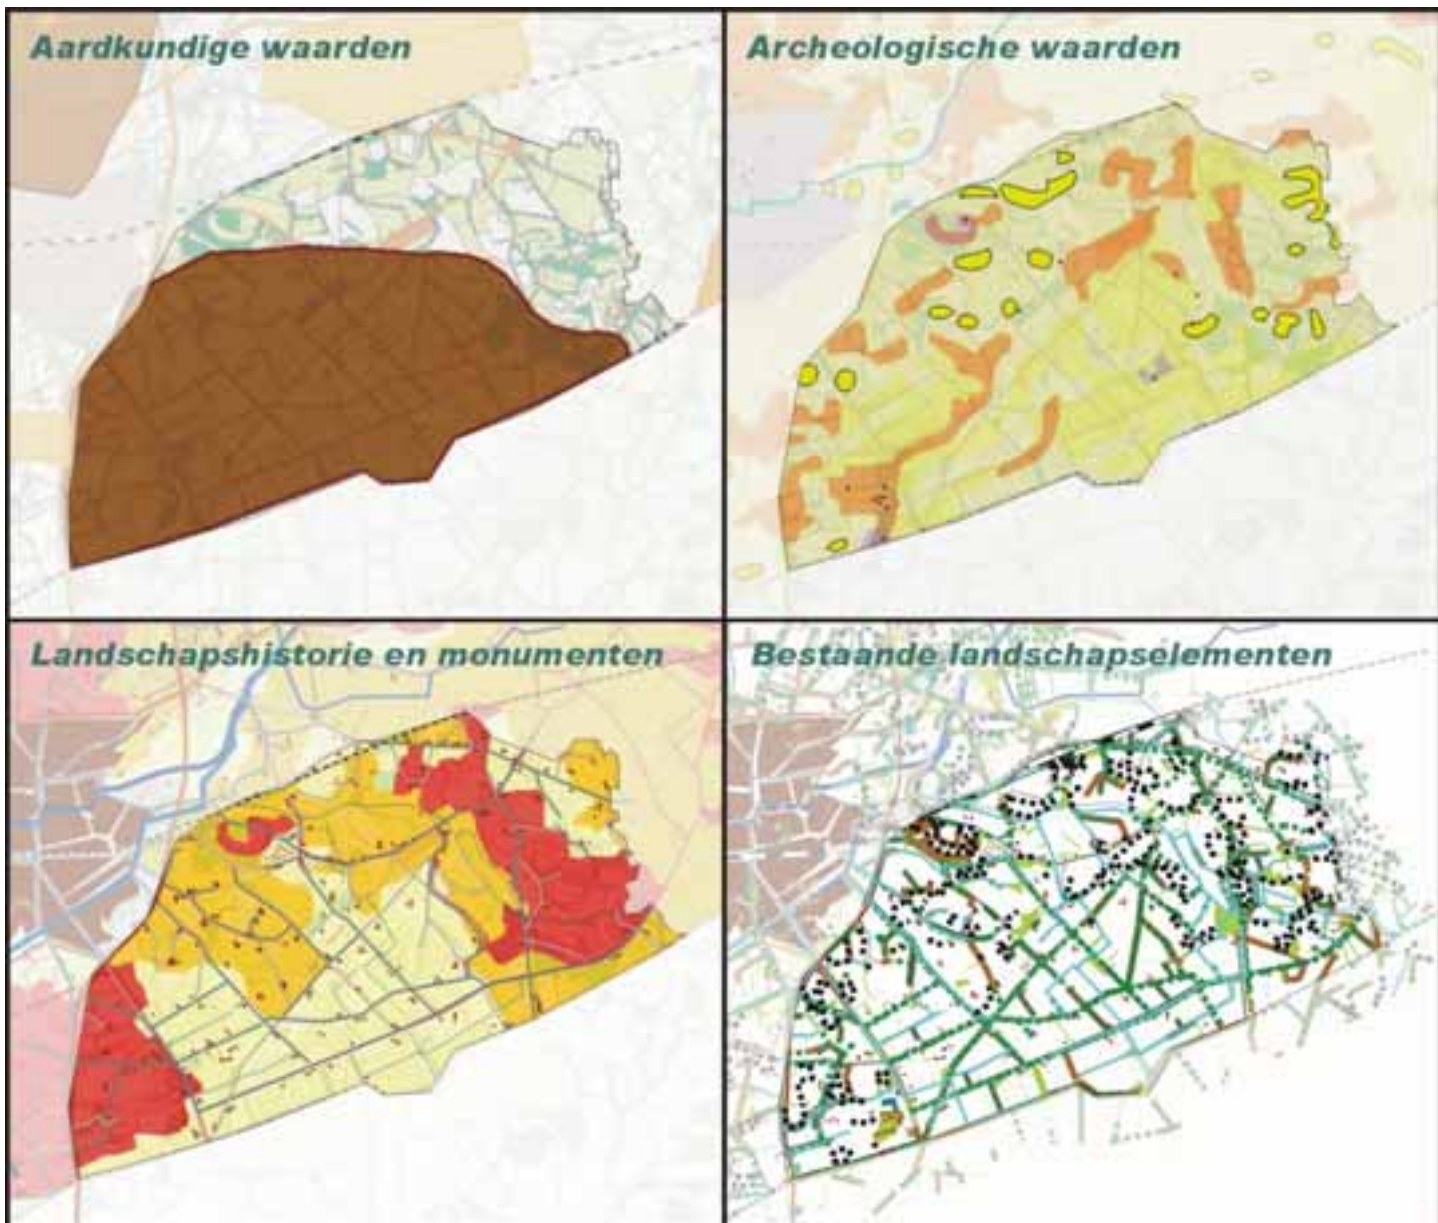 Aardkundige waarden
Archeologische waarden
Landschapshistorie en monumenten
Bestaande landschapselementen